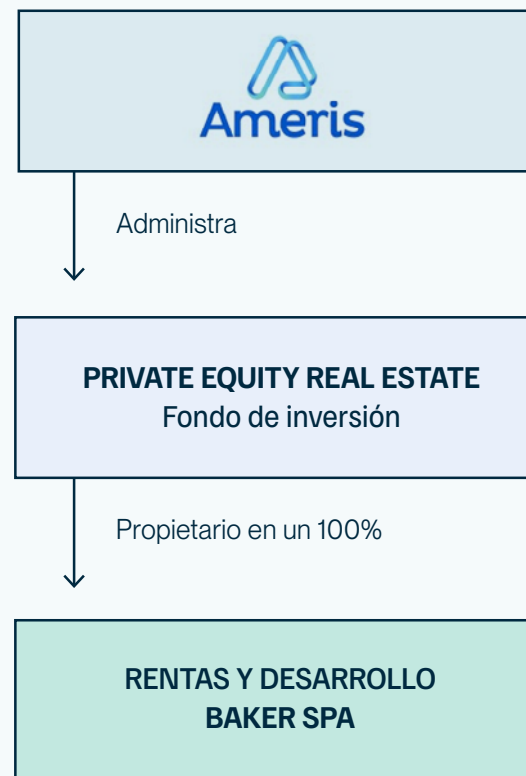 Ameris
Administra
PRIVATE EQUITY REAL ESTATE
Fondo de inversión
Propietario en un 100%
RENTAS Y DESARROLLO
BAKER SPA